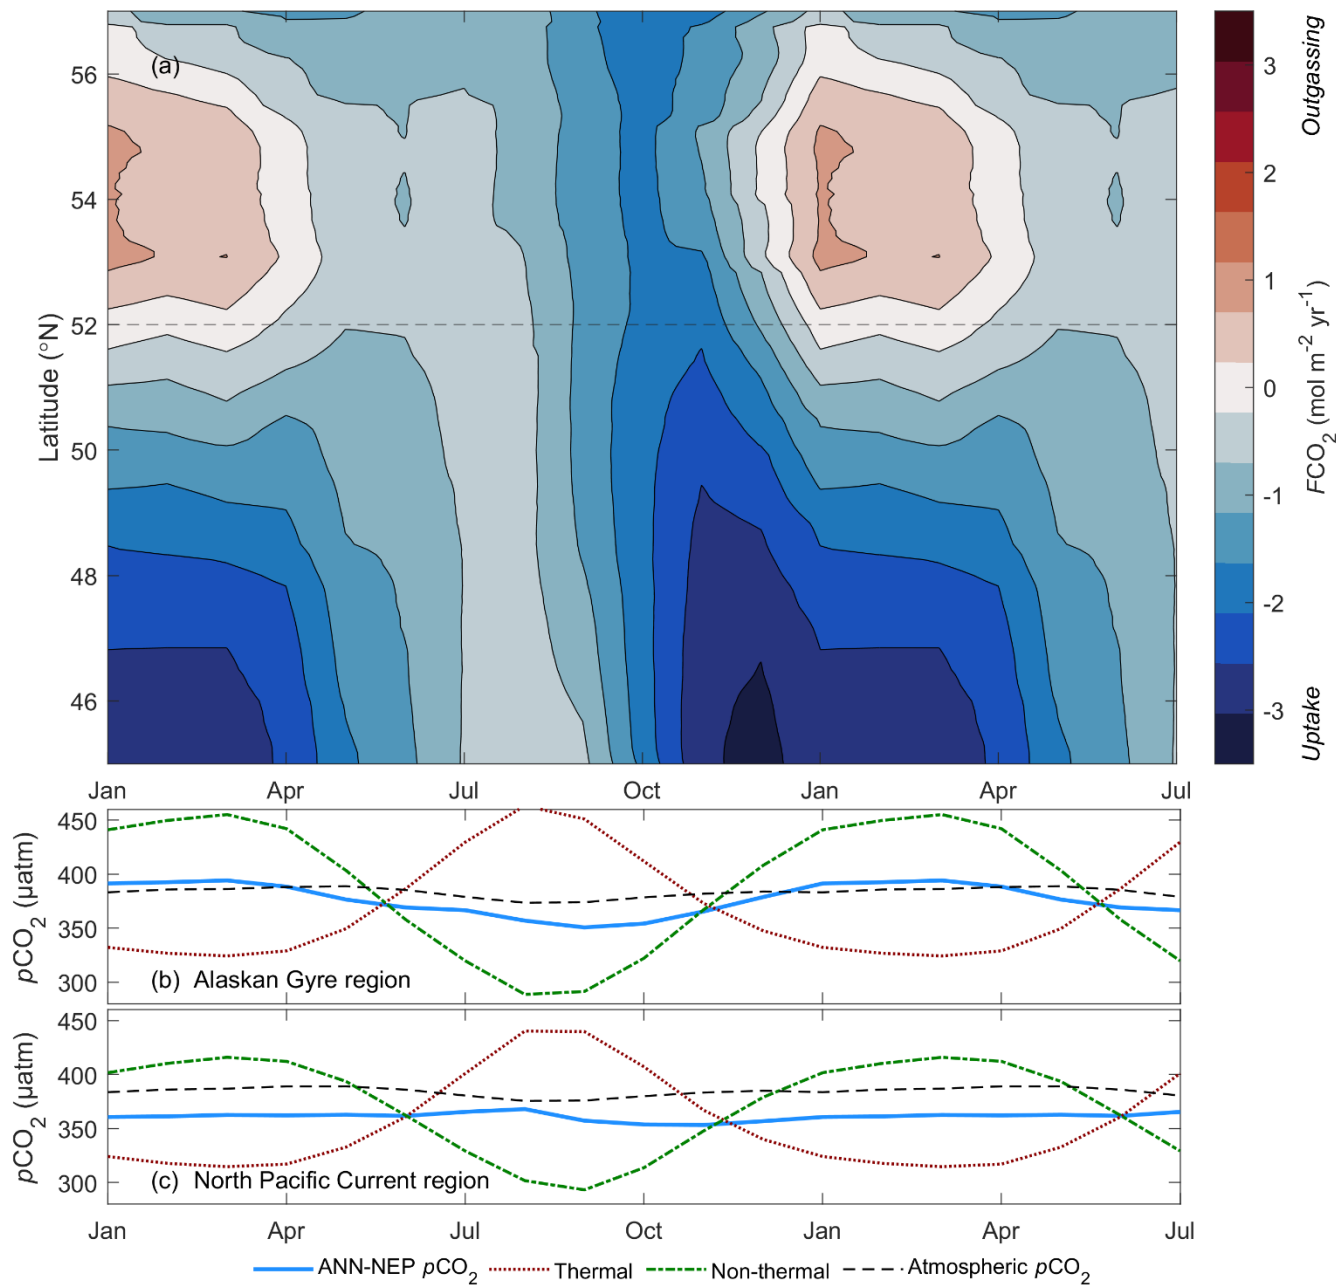 (a)
Latitude (°N)
56
54
52
50
48
46
Jan Apr Jul Oct Jan Apr Jul
Outgassing
3
2
1
0
-1
-2
-3
Uptake
FCO₂ (mol m⁻² yr⁻¹)
pCO₂ (µatm)
450
400
350
300
(b) Alaskan Gyre region
pCO₂ (µatm)
450
400
350
300
(c) North Pacific Current region
Jan Apr Jul Oct Jan Apr Jul
ANN-NEP pCO₂ Thermal Non-thermal Atmospheric pCO₂